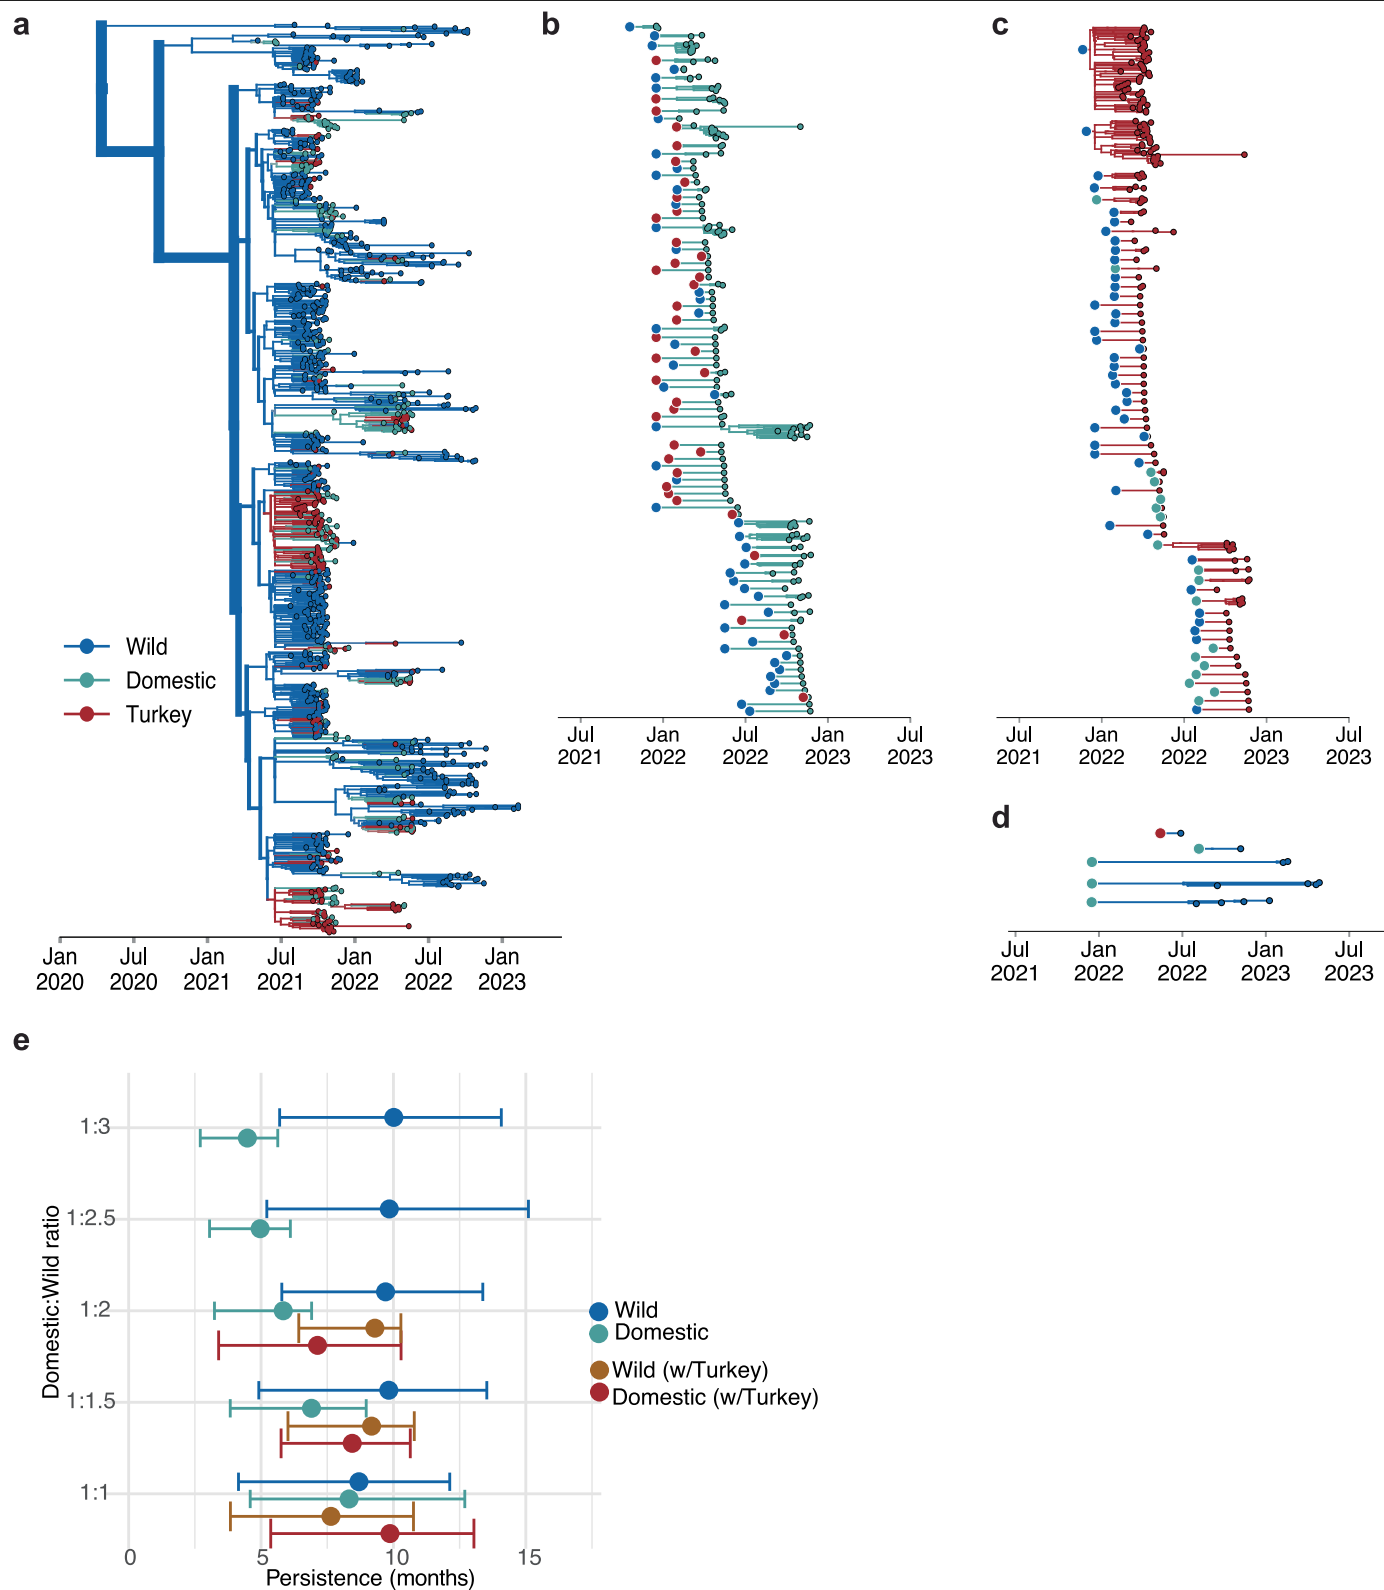 a
b
c
Wild
Domestic
Turkey
Jan Jul Jan Jul Jan Jul Jan
2020 2020 2021 2021 2022 2022 2023
Jul Jan Jul Jan Jul
2021 2022 2022 2023 2023
Jul Jan Jul Jan Jul
2021 2022 2022 2023 2023
d
Jul Jan Jul Jan Jul
2021 2022 2022 2023 2023
e
Domestic:Wild ratio
1:3
1:2.5
1:2
1:1.5
1:1
0 5 10 15
Persistence (months)
Wild
Domestic
Wild (w/Turkey)
Domestic (w/Turkey)